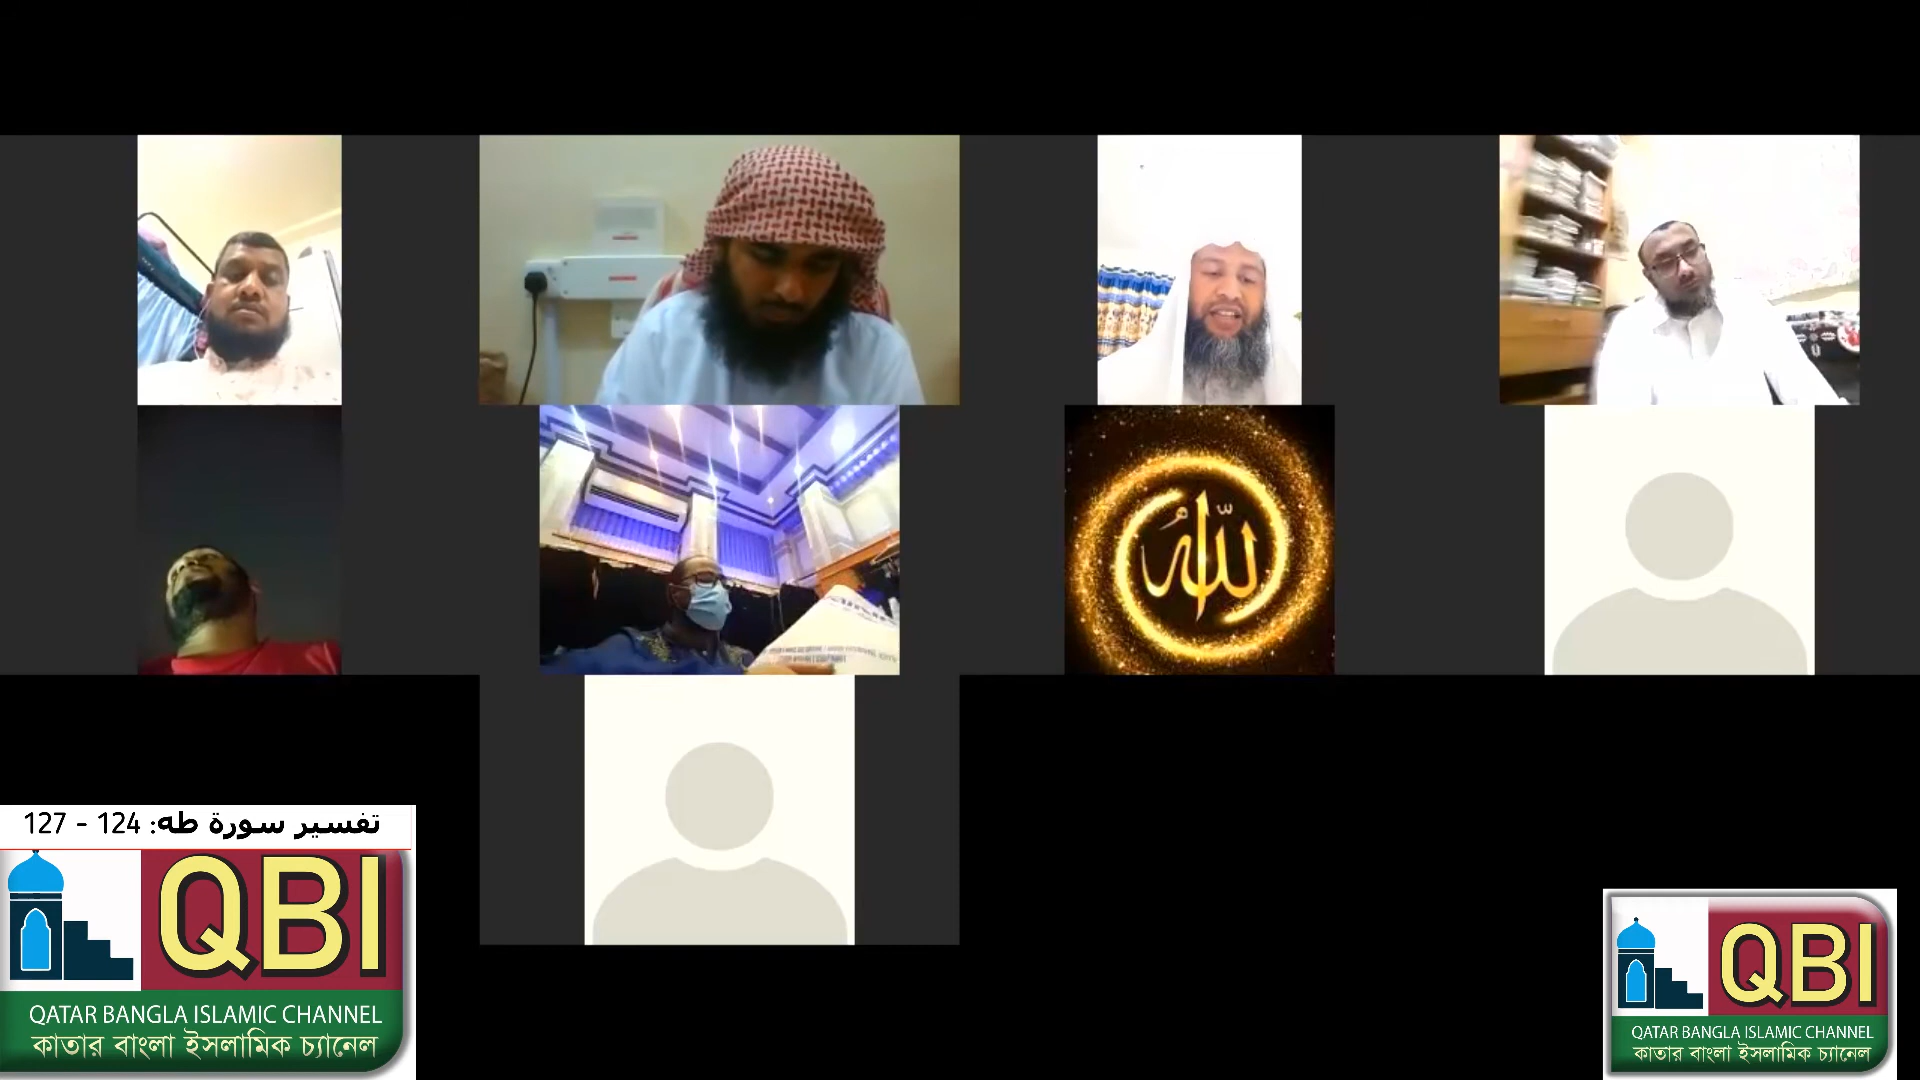 الله
تفسير سورة طه: 124 - 127
QBI
QATAR BANGLA ISLAMIC CHANNEL
কাতার বাংলা ইসলামিক চ্যানেল
QBI
QATAR BANGLA ISLAMIC CHANNEL
কাতার বাংলা ইসলামিক চ্যানেল